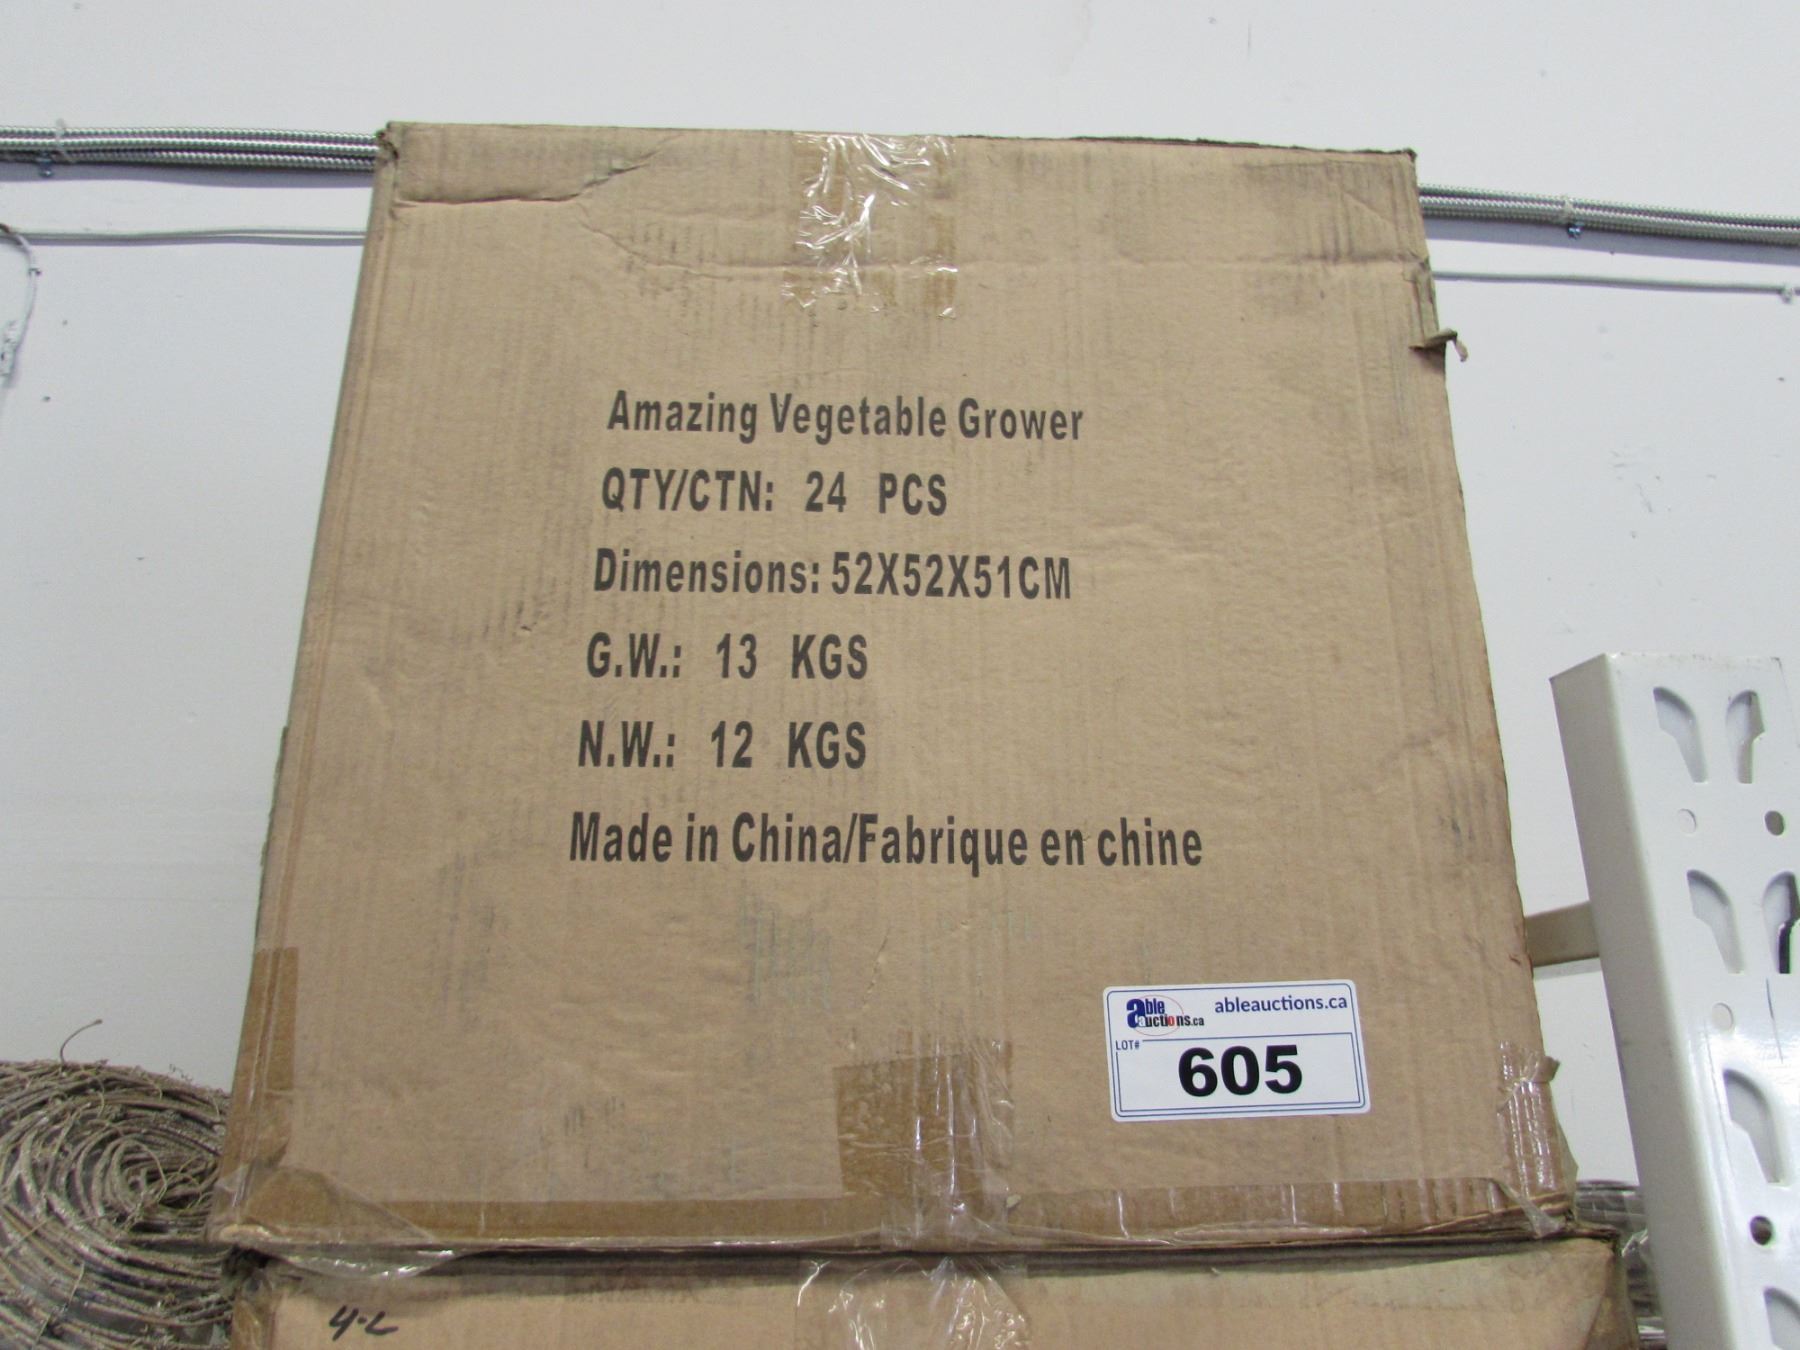 Amazing Vegetable Grower
QTY/CTN: 24 PCS
Dimensions: 52X52X51CM
G.W.: 13 KGS
N.W.: 12 KGS
Made in China/Fabrique en chine
able auctions.ca
ableauctions.ca
LOT#
605
4-L